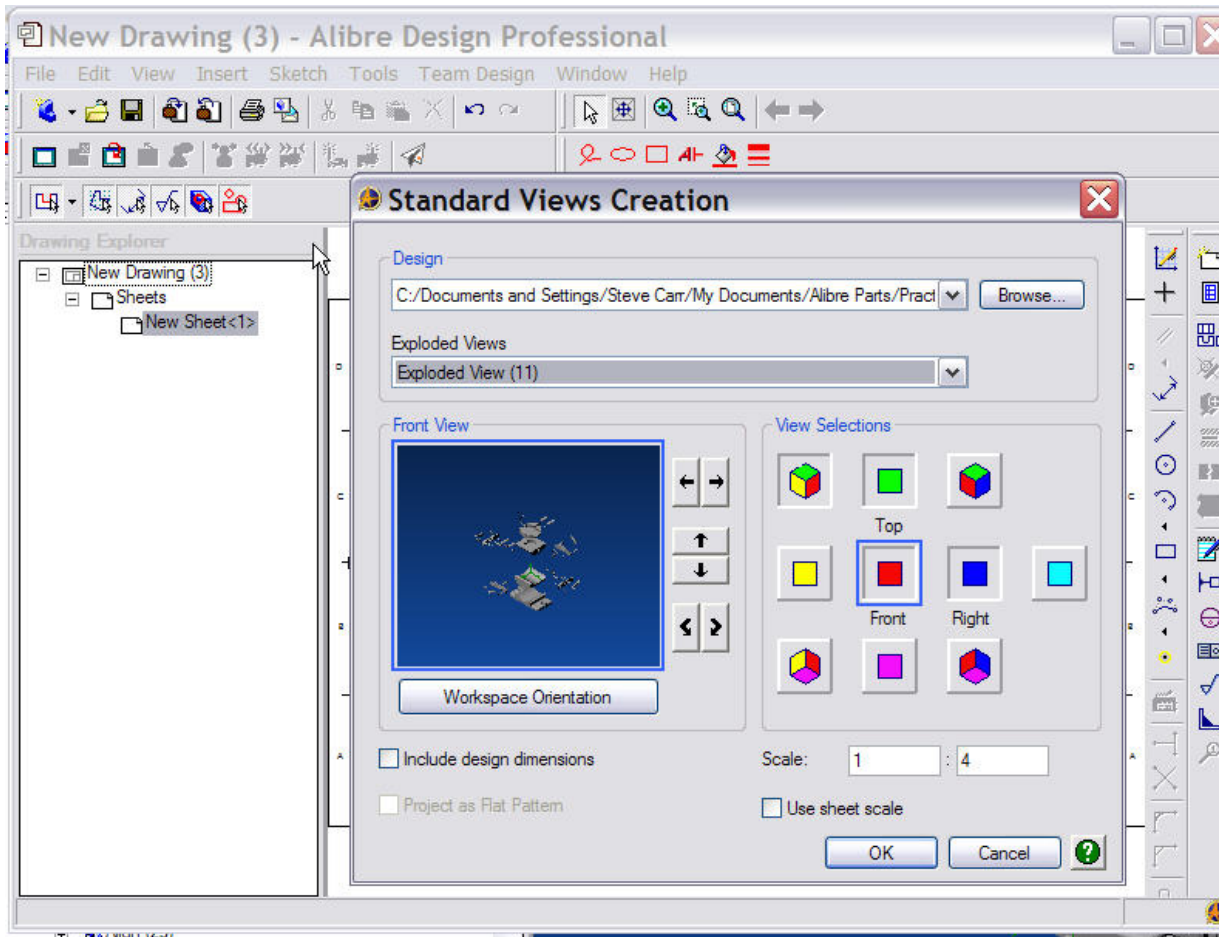 New Drawing (3) - Alibre Design Professional
File Edit View Insert Sketch Tools Team Design Window Help
Drawing Explorer
New Drawing (3)
Sheets
New Sheet<1>
Standard Views Creation
Design
C:/Documents and Settings/Steve Carr/My Documents/Alibre Parts/Pract
Browse...
Exploded Views
Exploded View (11)
Front View
Workspace Orientation
View Selections
Top
Front Right
Include design dimensions
Project as Flat Pattern
Scale: 1 : 4
Use sheet scale
OK Cancel
D
C
B
A
D
C
B
A